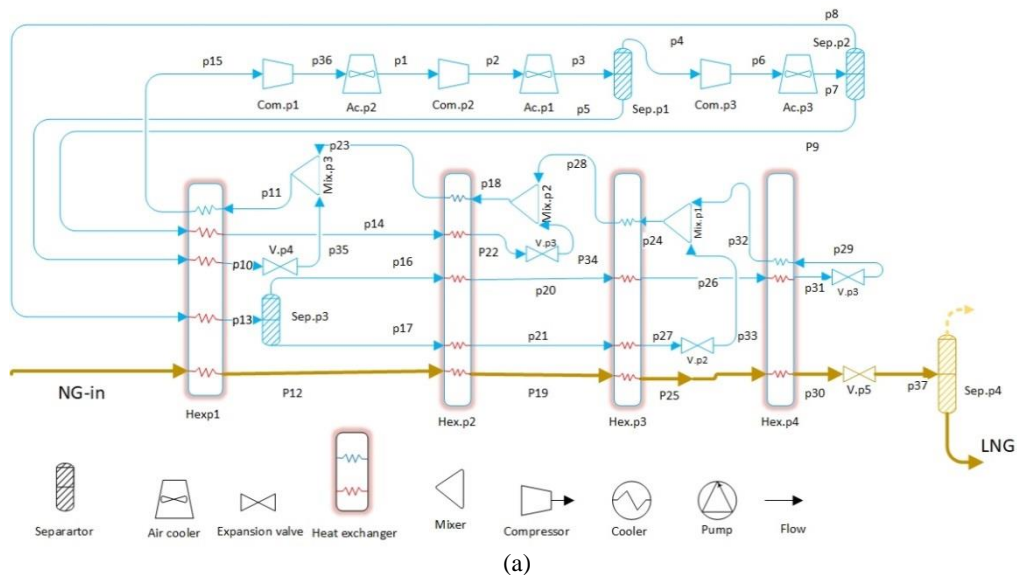 p8
p4
Sep.p2
p15
p36
p1
p2
p3
p6
p7
Com.p1
Ac.p2
Com.p2
Ac.p1
p5
Sep.p1
Com.p3
Ac.p3
P9
p23
Mix.p3
p11
p18
Mix.p2
p28
Mix.p1
p14
V.p4
p35
P22
V.p3
P34
p24
p32
p29
p10
p16
p20
p26
p31
V.p3
p13
Sep.p3
p17
p21
p27
V.p2
p33
NG-in
P12
P19
P25
p30
V.p5
p37
Sep.p4
Hexp1
Hex.p2
Hex.p3
Hex.p4
LNG
Separartor
Air cooler
Expansion valve
Heat exchanger
Mixer
Compressor
Cooler
Pump
Flow
(a)